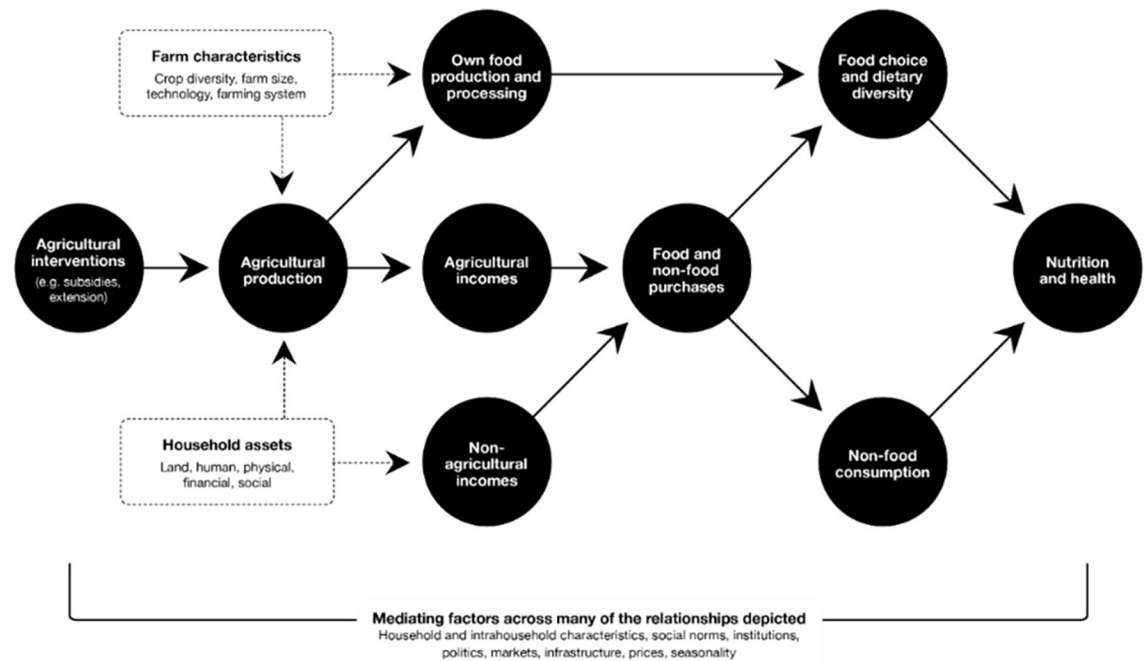 Farm characteristics
Crop diversity, farm size,
technology, farming system
Own food
production and
processing
Food choice
and dietary
diversity
Agricultural
interventions
(e.g. subsidies,
extension)
Agricultural
production
Agricultural
incomes
Food and
non-food
purchases
Nutrition
and health
Household assets
Land, human, physical,
financial, social
Non-
agricultural
incomes
Non-food
consumption
Mediating factors across many of the relationships depicted
Household and intrahousehold characteristics, social norms, institutions,
politics, markets, infrastructure, prices, seasonality